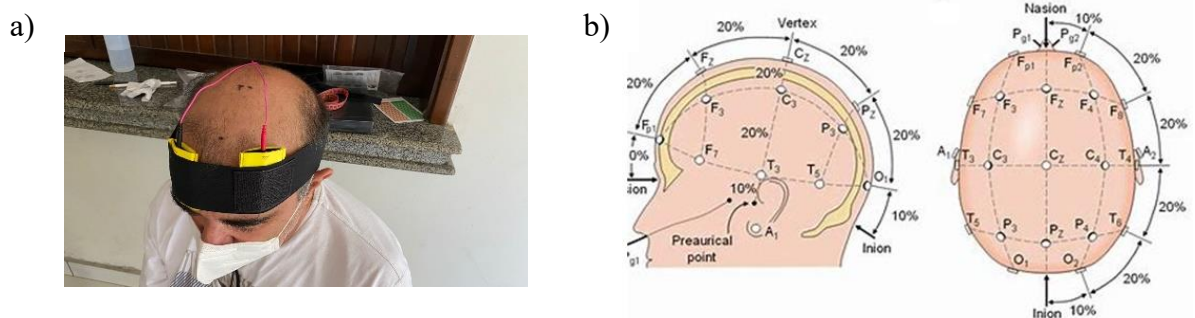 a)
b)
Vertex
20%
20%
Fz
Cz
20%
20%
20%
F3
C3
Pz
P3
Fp1
20%
20%
F7
0%
T3
T5
O1
sion
10%
10%
A1
Preaurical
point
Inion
Pg1
Nasion
10%
Pg1
Pg2
Fp1
Fp2
20%
F7
F3
Fz
F4
F8
20%
A1
T3
C3
Cz
C4
T4
A2
20%
T5
P3
Pz
P4
T6
O1
O2
20%
Inion
10%